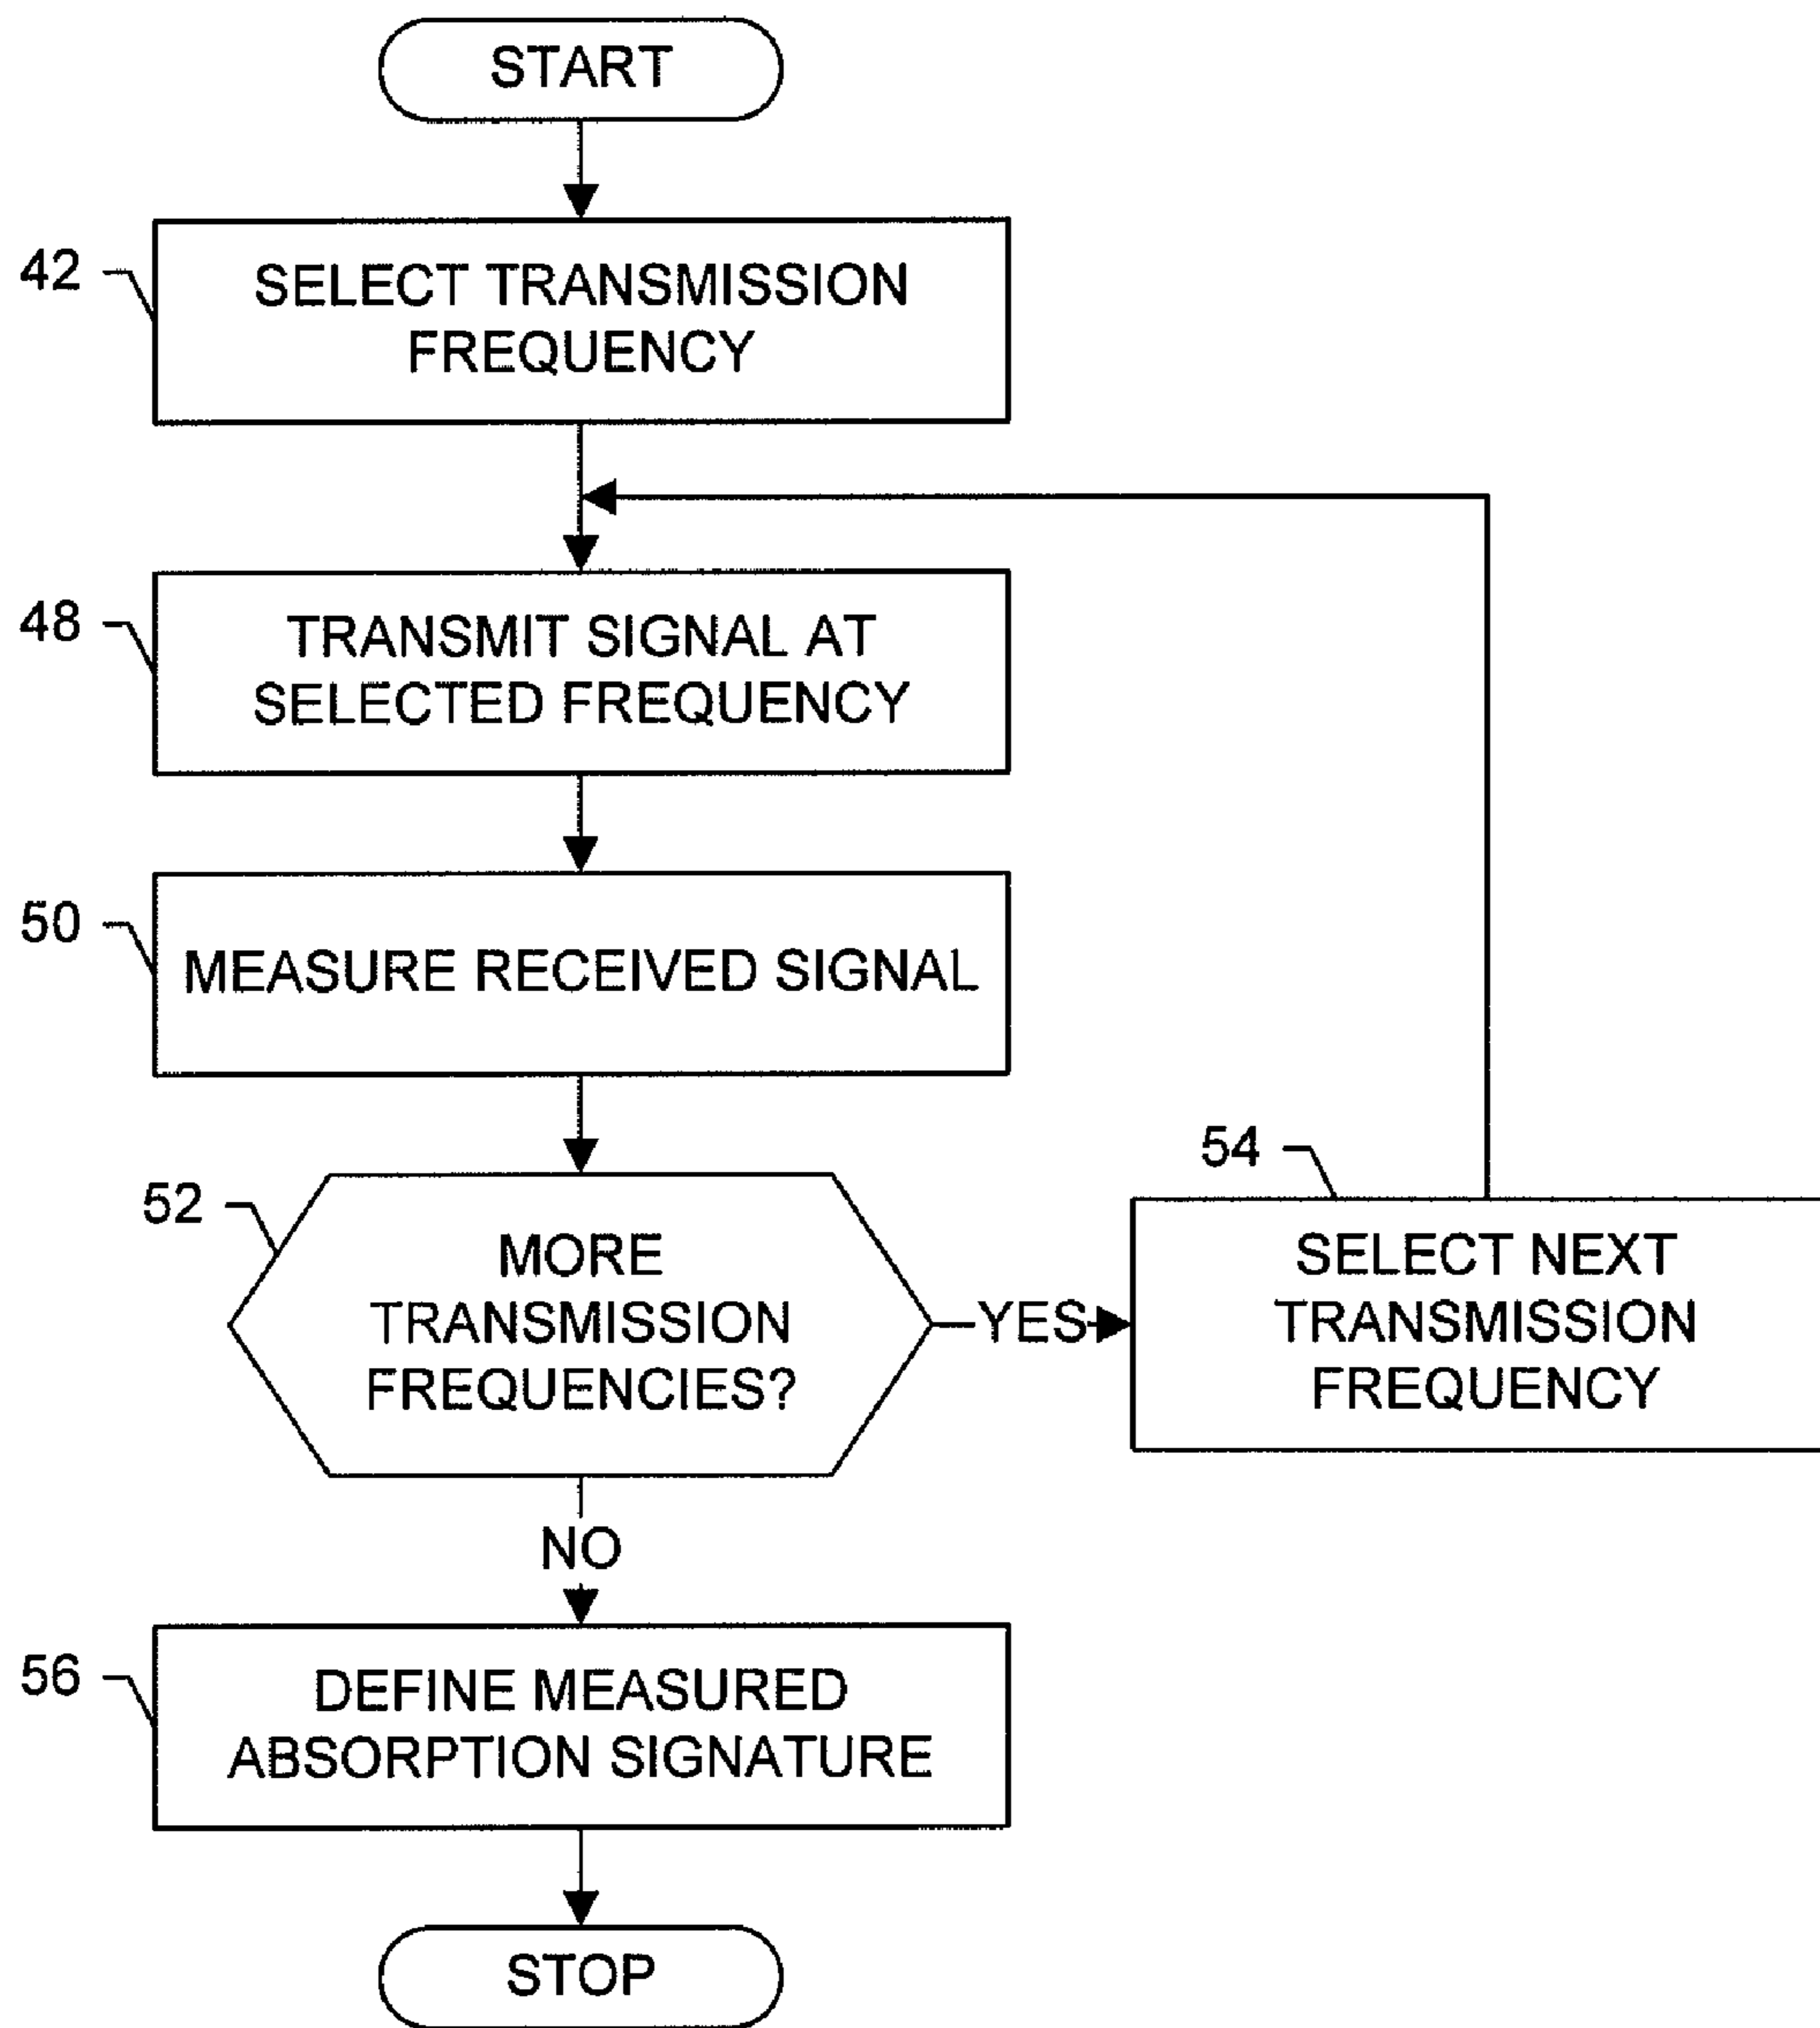 START
42
SELECT TRANSMISSION
FREQUENCY
48
TRANSMIT SIGNAL AT
SELECTED FREQUENCY
50
MEASURE RECEIVED SIGNAL
52
MORE
TRANSMISSION
FREQUENCIES?
YES
54
SELECT NEXT
TRANSMISSION
FREQUENCY
NO
56
DEFINE MEASURED
ABSORPTION SIGNATURE
STOP